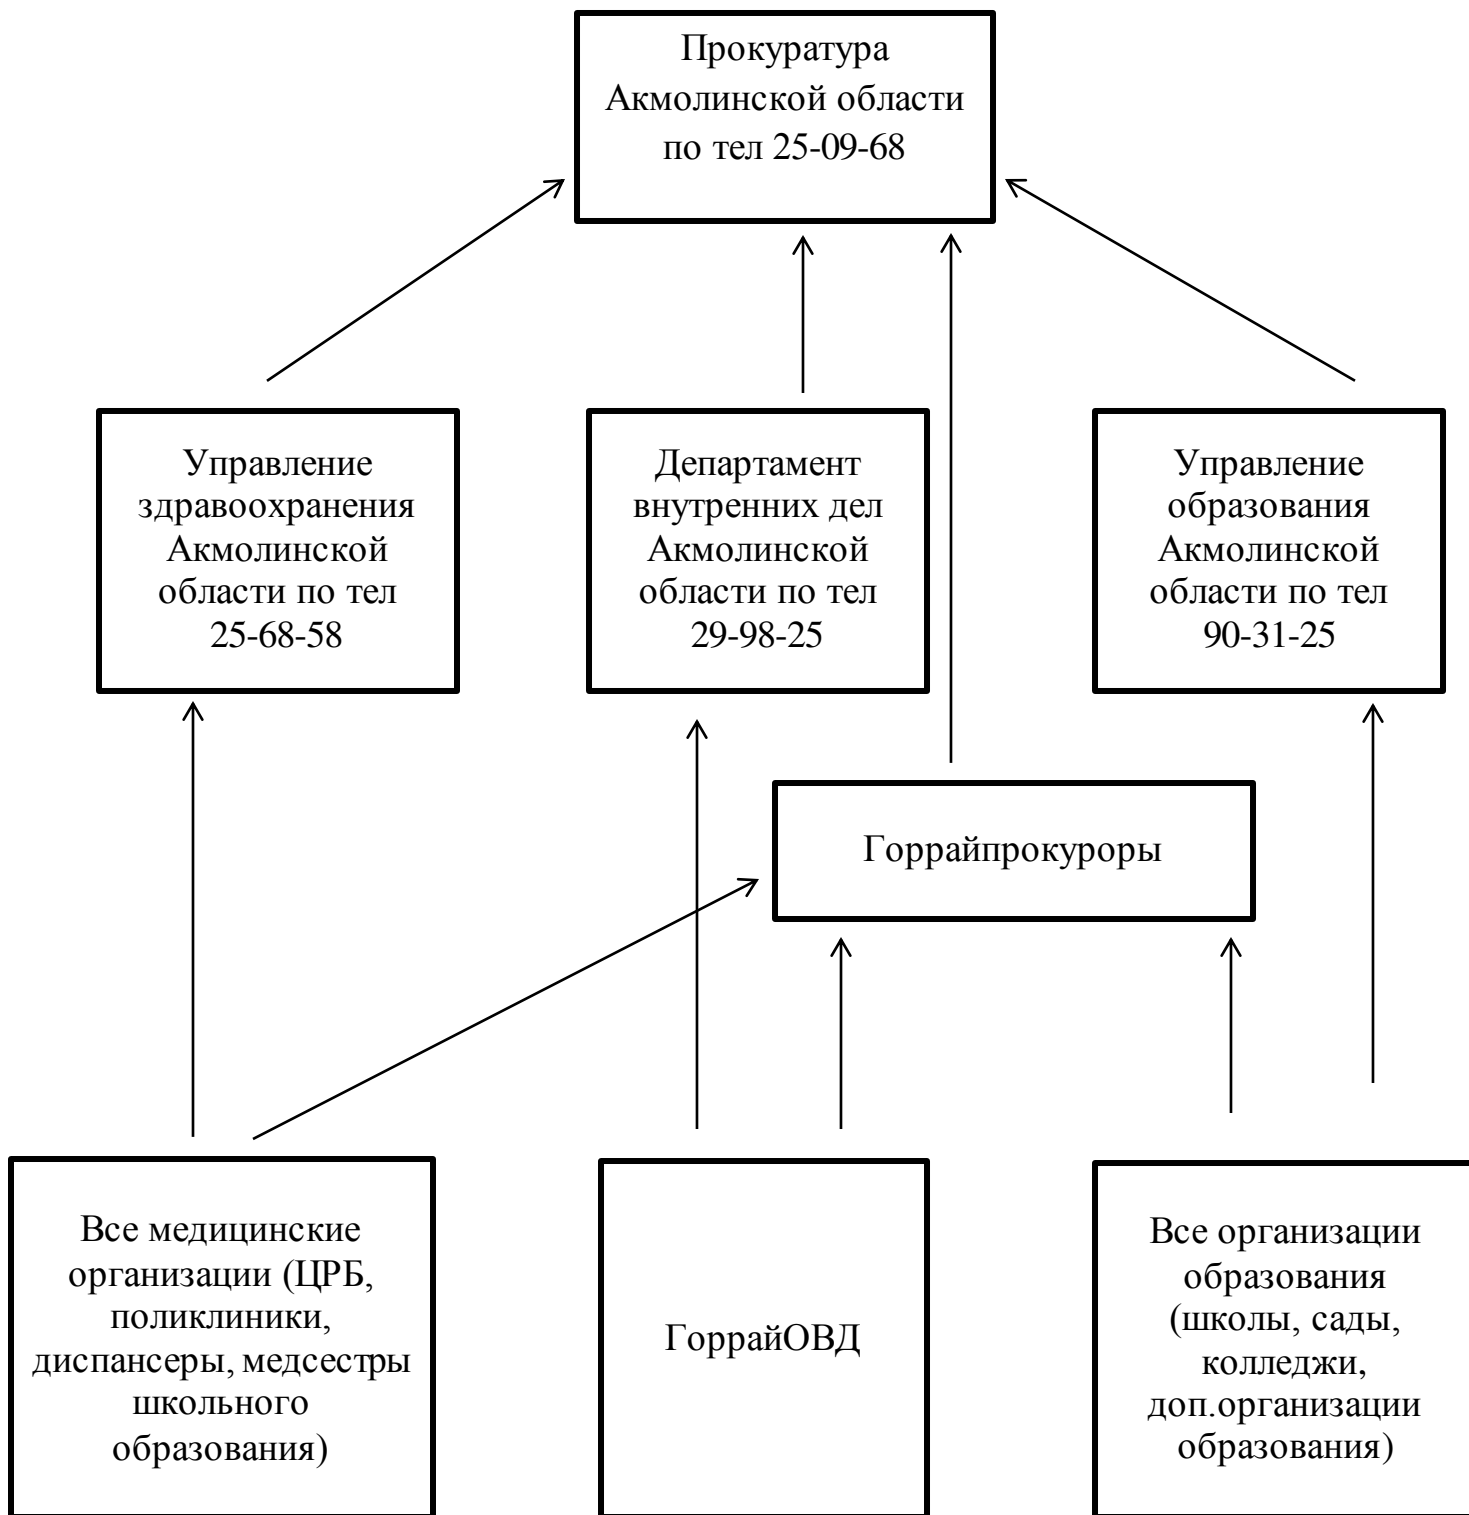 Прокуратура
Акмолинской области
по тел 25-09-68
Управление
здравоохранения
Акмолинской
области по тел
25-68-58
Департамент
внутренних дел
Акмолинской
области по тел
29-98-25
Управление
образования
Акмолинской
области по тел
90-31-25
Горрайпрокуроры
Все медицинские
организации (ЦРБ,
поликлиники,
диспансеры, медсестры
школьного
образования)
ГоррайОВД
Все организации
образования
(школы, сады,
колледжи,
доп.организации
образования)